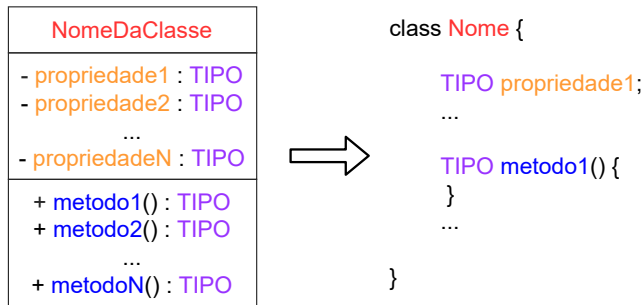 NomeDaClasse
- propriedade1 : TIPO
- propriedade2 : TIPO
...
- propriedadeN : TIPO
+ metodo1() : TIPO
+ metodo2() : TIPO
...
+ metodoN() : TIPO
class Nome {
TIPO propriedade1;
...
TIPO metodo1() {
}
...
}